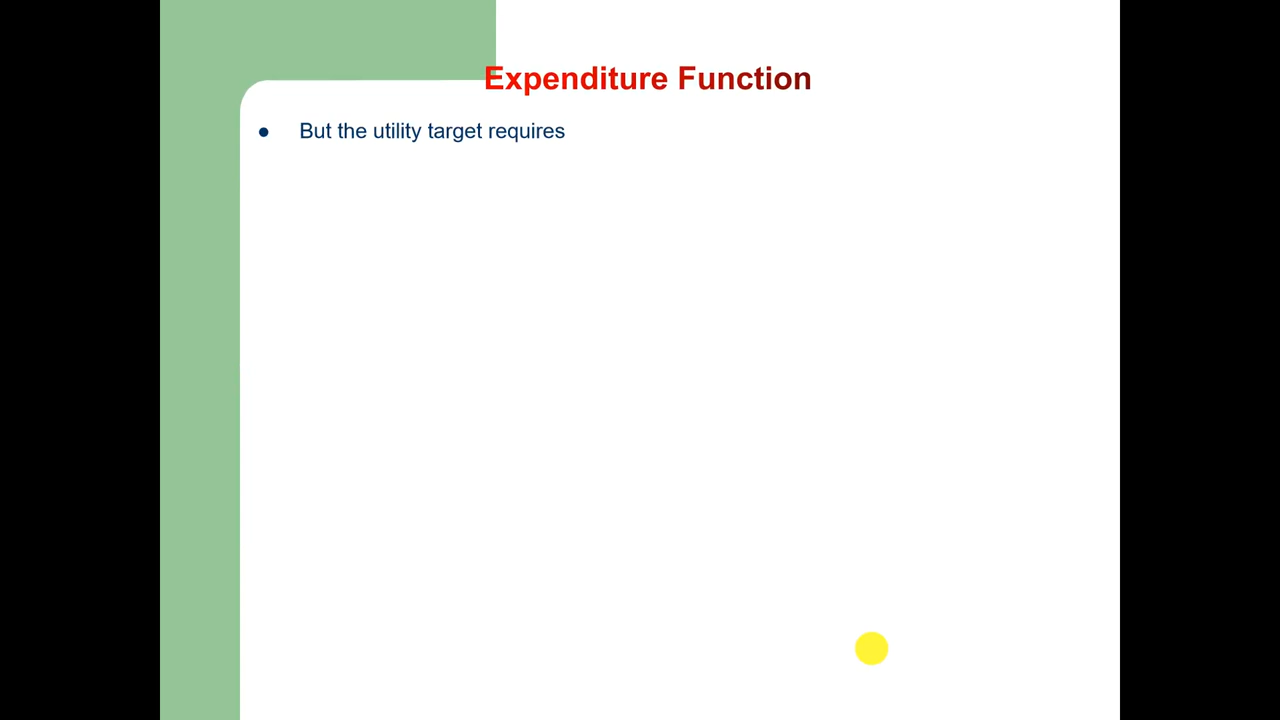 Expenditure Function
● But the utility target requires